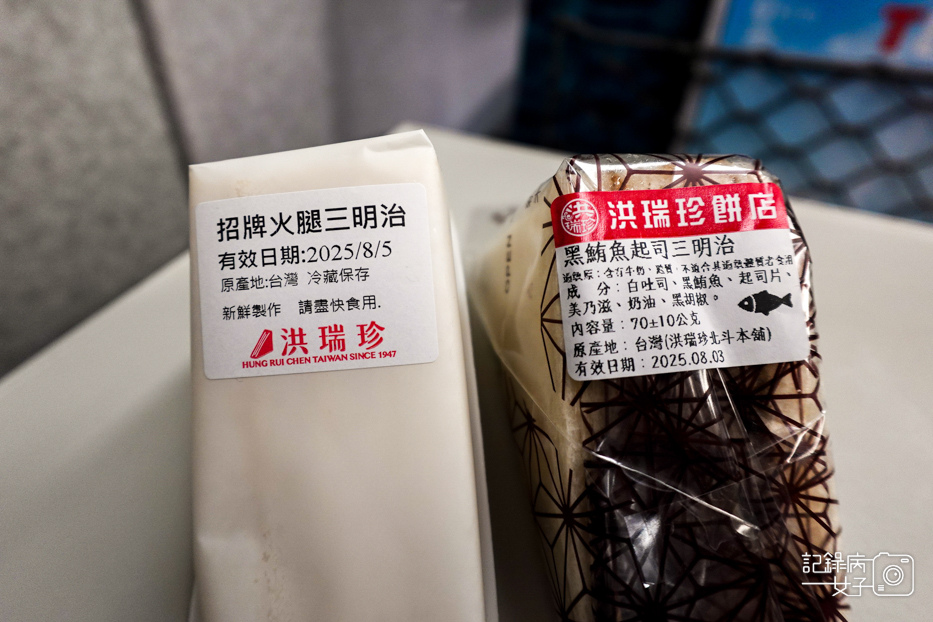 招牌火腿三明治
有效日期:2025/8/5
原產地:台灣 冷藏保存
新鮮製作 請盡快食用.
洪瑞珍
HUNG RUI CHEN TAIWAN SINCE 1947
洪瑞珍餅店
黑鮪魚起司三明治
成 分：白吐司、黑鮪魚、起司片、
美乃滋、奶油、黑胡椒。
內容量：70±10公克
原產地：台灣(洪瑞珍北斗本舖)
有效日期：2025.08.03
記錄病
女子